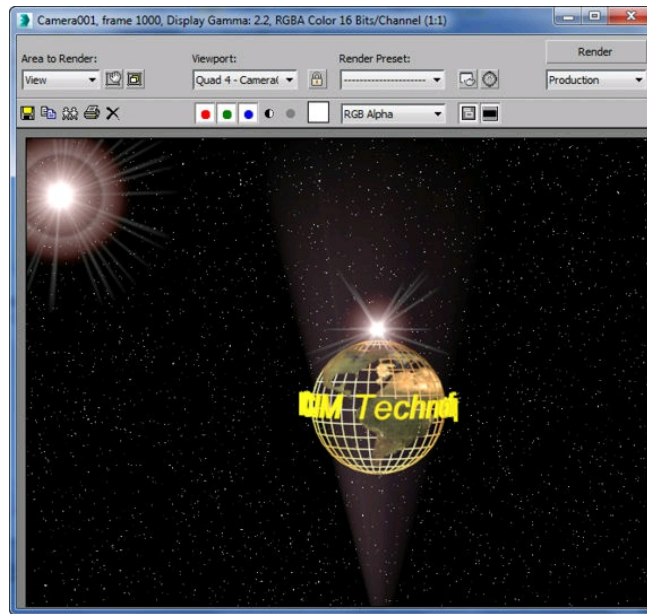 Camera001, frame 1000, Display Gamma: 2.2, RGBA Color 16 Bits/Channel (1:1)
Area to Render:
Viewport:
Render Preset:
Render
View
Quad 4 - Camera
--------------------
Production
RGB Alpha
M Techno